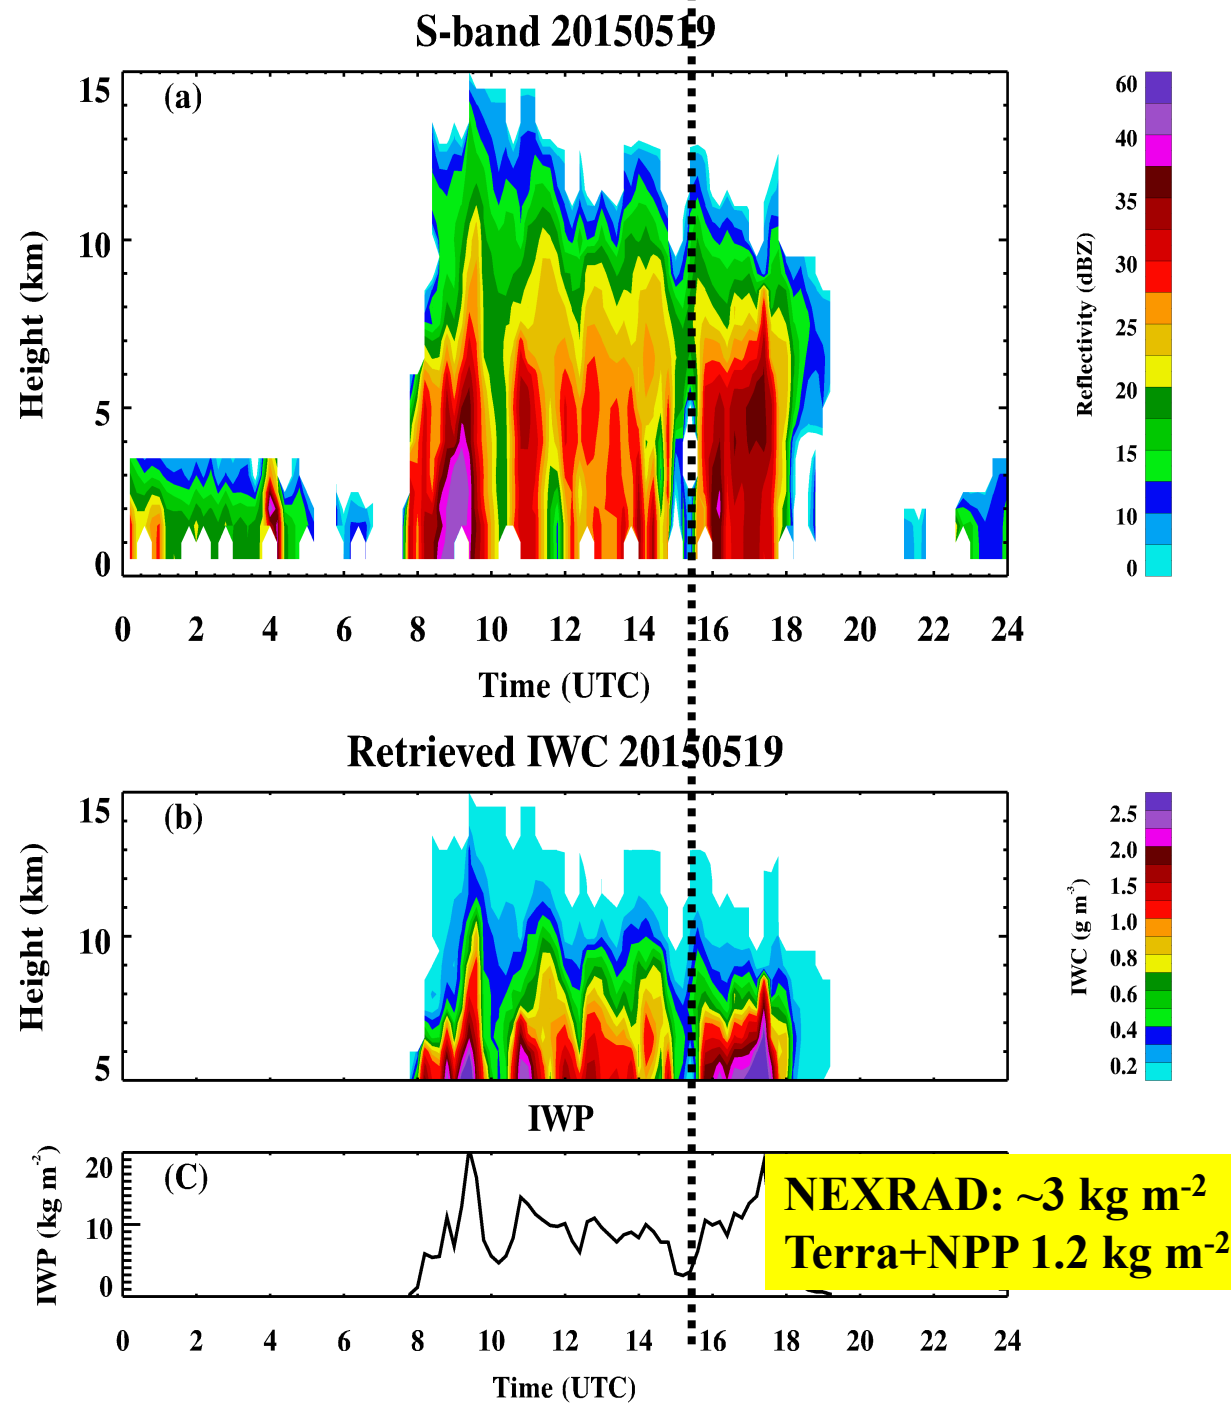 S-band 20150519
(a)
15
10
5
0
Height (km)
0 2 4 6 8 10 12 14 16 18 20 22 24
Time (UTC)
60
40
35
30
25
20
15
10
0
Reflectivity (dBZ)
Retrieved IWC 20150519
(b)
15
10
5
Height (km)
2.5
2.0
1.5
1.0
0.8
0.6
0.4
0.2
IWC (g m⁻³)
IWP
(C)
20
10
0
IWP (kg m⁻²)
NEXRAD: ~3 kg m⁻²
Terra+NPP 1.2 kg m⁻²
0 2 4 6 8 10 12 14 16 18 20 22 24
Time (UTC)